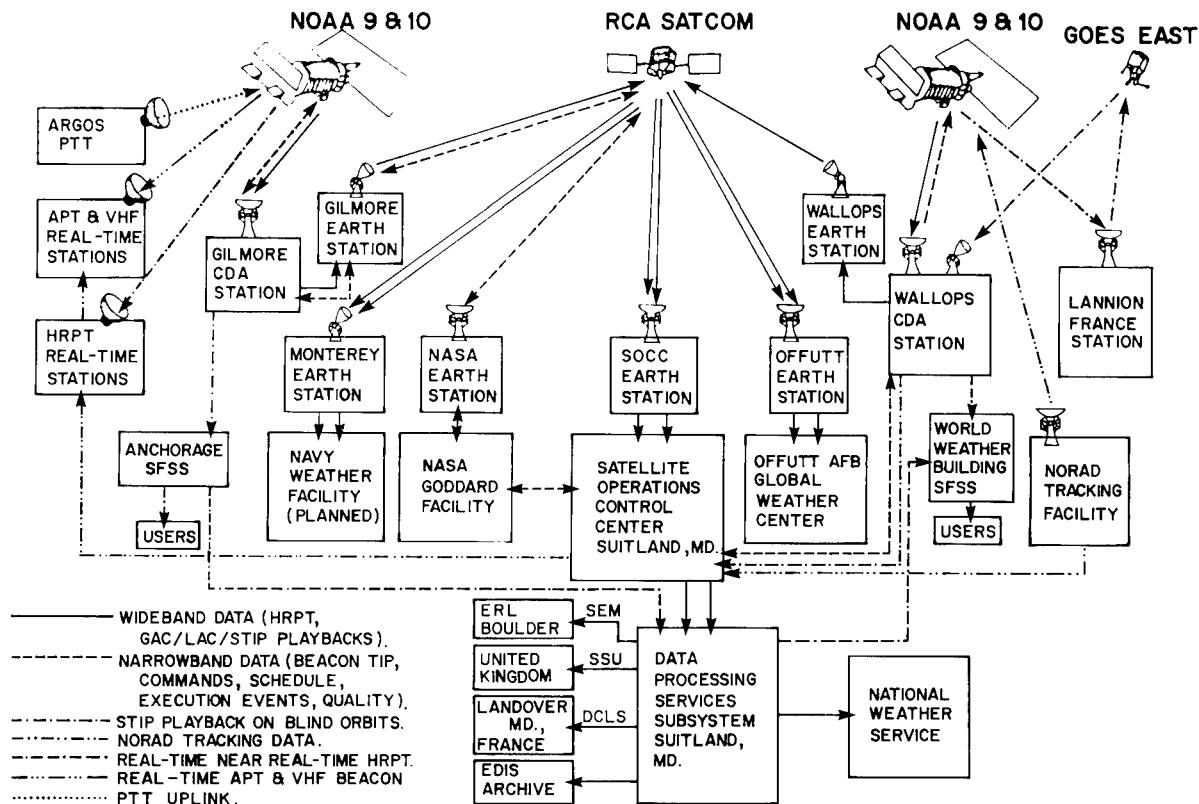 NOAA 9 & 10
RCA SATCOM
NOAA 9 & 10
GOES EAST
ARGOS
PTT
APT & VHF
REAL-TIME
STATIONS
HRPT
REAL-TIME
STATIONS
GILMORE
CDA
STATION
GILMORE
EARTH
STATION
WALLOPS
EARTH
STATION
WALLOPS
CDA
STATION
LANNION
FRANCE
STATION
MONTEREY
EARTH
STATION
NASA
EARTH
STATION
SOCC
EARTH
STATION
OFFUTT
EARTH
STATION
ANCHORAGE
SFSS
USERS
NAVY
WEATHER
FACILITY
(PLANNED)
NASA
GODDARD
FACILITY
SATELLITE
OPERATIONS
CONTROL
CENTER
SUITLAND, MD.
OFFUTT AFB
GLOBAL
WEATHER
CENTER
WORLD
WEATHER
BUILDING
SFSS
USERS
NORAD
TRACKING
FACILITY
WIDEBAND DATA (HRPT,
GAC/LAC/STIP PLAYBACKS).
NARROWBAND DATA (BEACON TIP,
COMMANDS, SCHEDULE,
EXECUTION EVENTS, QUALITY).
STIP PLAYBACK ON BLIND ORBITS.
NORAD TRACKING DATA.
REAL-TIME NEAR REAL-TIME HRPT.
REAL-TIME APT & VHF BEACON
PTT UPLINK.
ERL
BOULDER
SEM
UNITED
KINGDOM
SSU
LANDOVER
MD.,
FRANCE
DCLS
EDIS
ARCHIVE
DATA
PROCESSING
SERVICES
SUBSYSTEM
SUITLAND,
MD.
NATIONAL
WEATHER
SERVICE